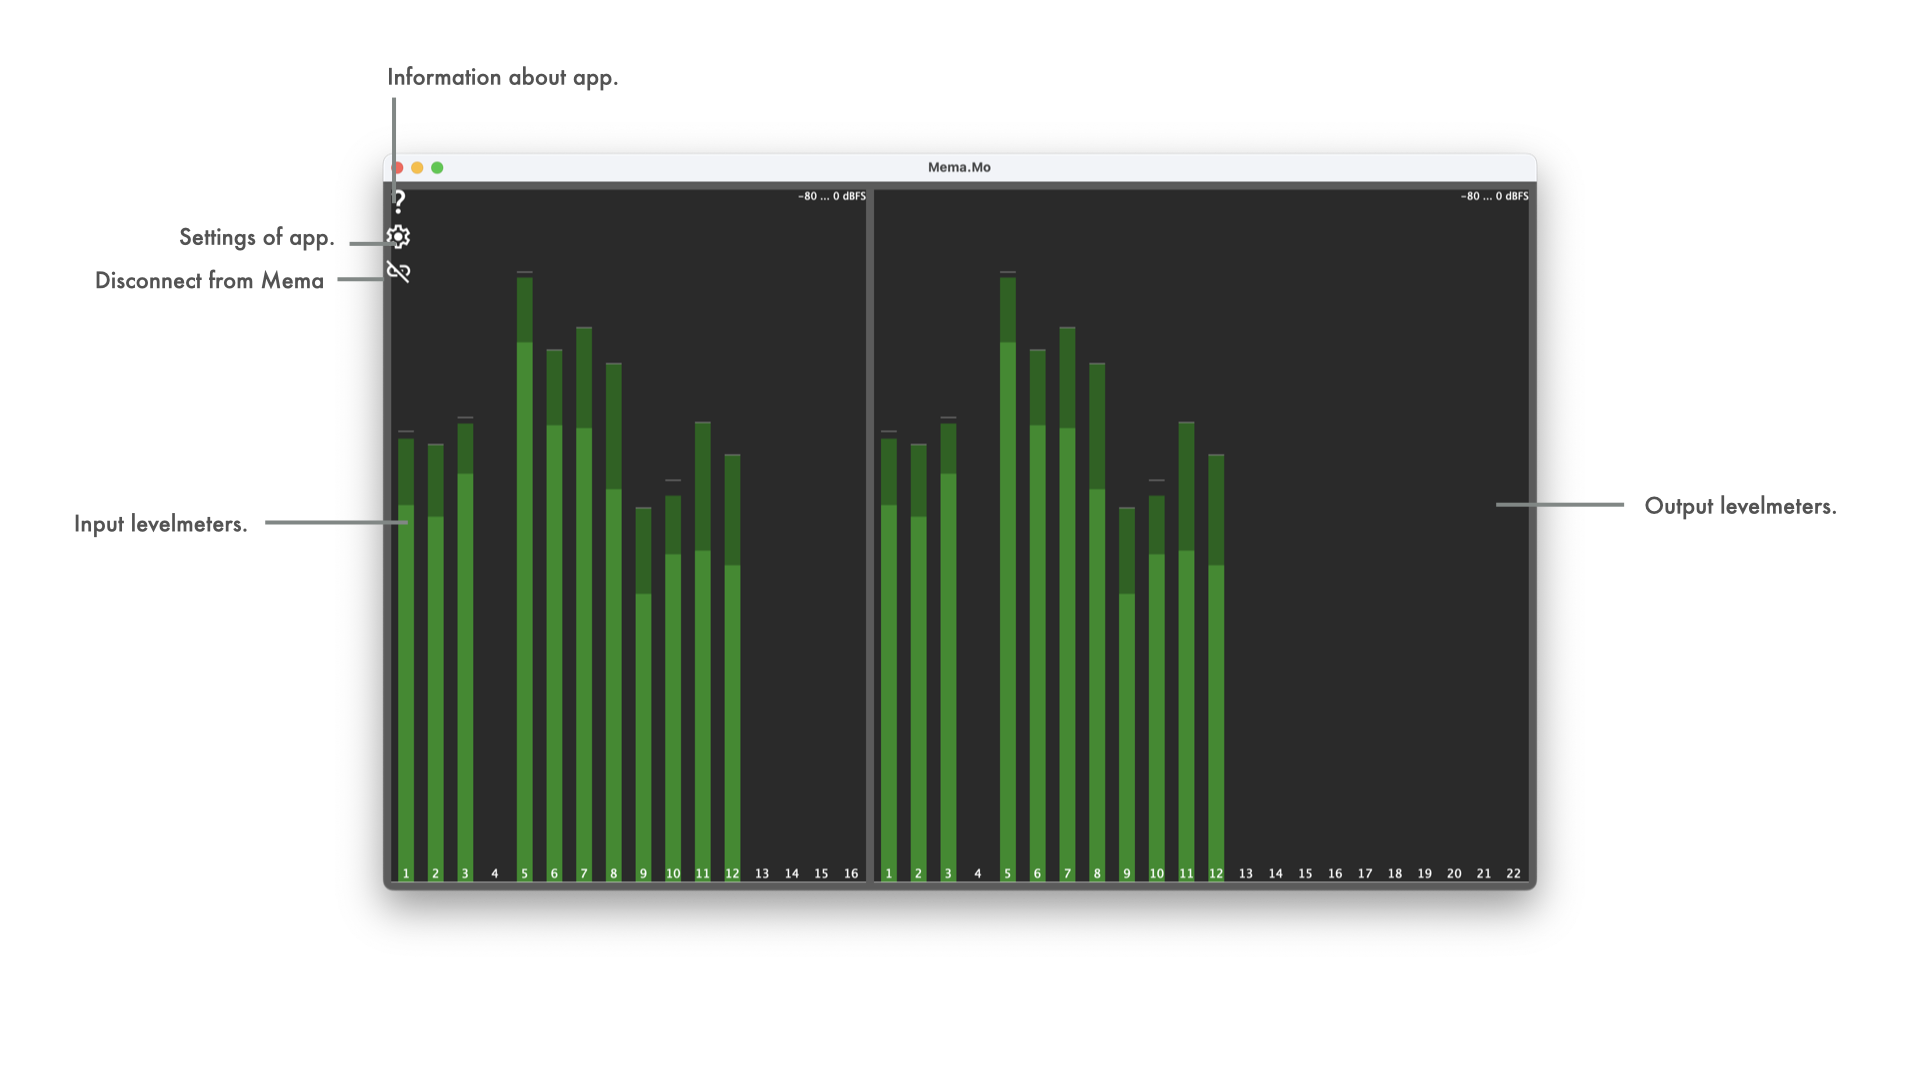 Information about app.
Mema.Mo
?
-80 ... 0 dBFS
-80 ... 0 dBFS
Settings of app.
Disconnect from Mema
Input levelmeters.
Output levelmeters.
1 2 3 4 5 6 7 8 9 10 11 12 13 14 15 16
1 2 3 4 5 6 7 8 9 10 11 12 13 14 15 16 17 18 19 20 21 22